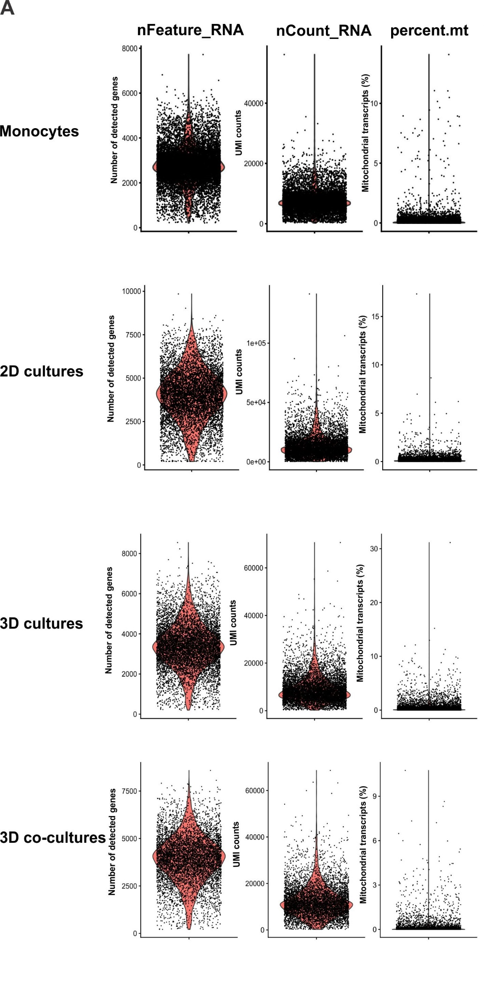 A
nFeature_RNA
nCount_RNA
percent.mt
Monocytes
Number of detected genes
8000
6000
4000
2000
0
UMI counts
40000
20000
0
Mitochondrial transcripts (%)
10
5
0
2D cultures
Number of detected genes
10000
7500
5000
2500
0
UMI counts
1e+05
5e+04
0e+00
Mitochondrial transcripts (%)
15
10
5
0
3D cultures
Number of detected genes
8000
6000
4000
2000
0
UMI counts
60000
40000
20000
0
Mitochondrial transcripts (%)
30
20
10
0
3D co-cultures
Number of detected genes
7500
5000
2500
0
UMI counts
60000
40000
20000
0
Mitochondrial transcripts (%)
9
6
3
0